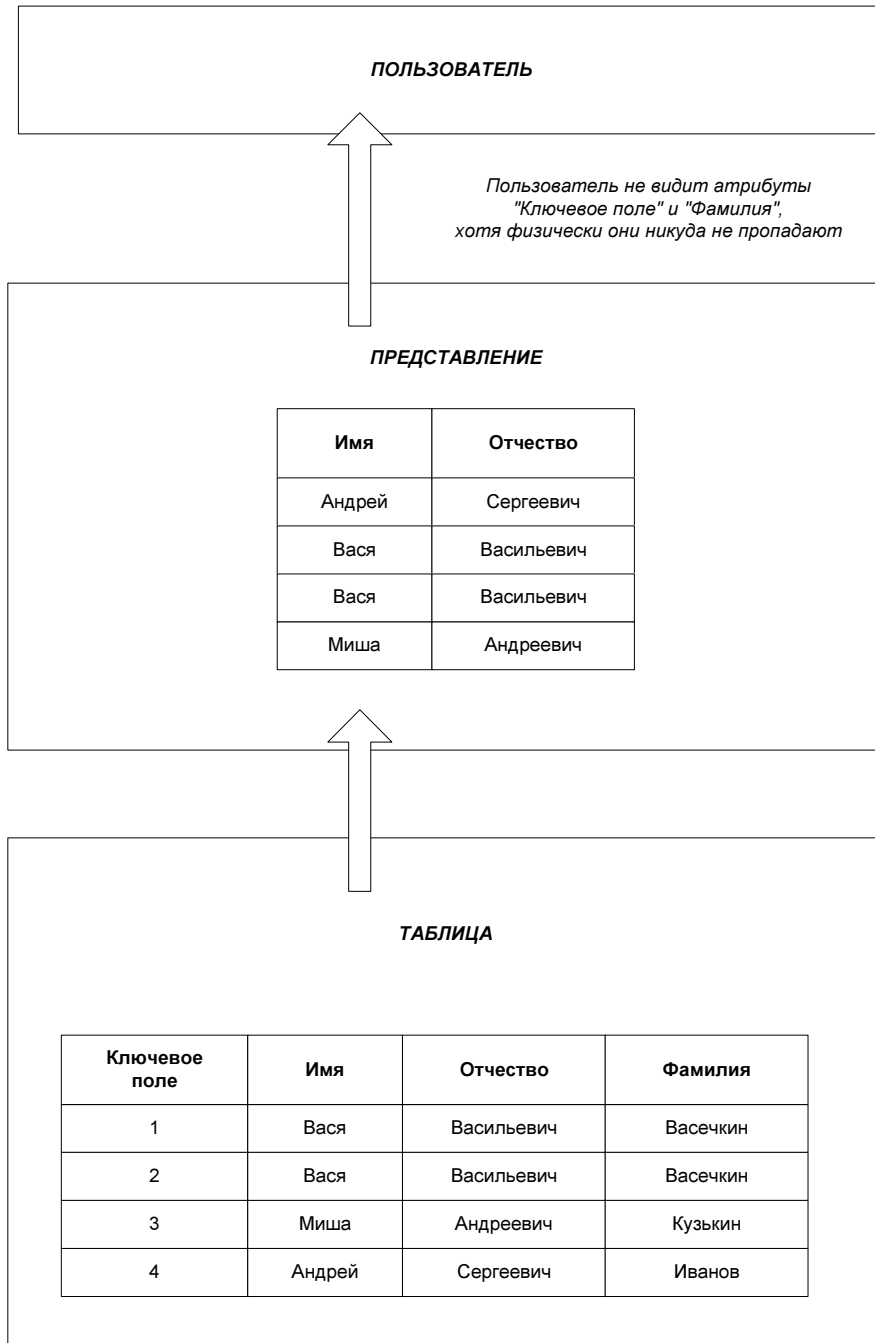 ПОЛЬЗОВАТЕЛЬ
Пользователь не видит атрибуты
"Ключевое поле" и "Фамилия",
хотя физически они никуда не пропадают
ПРЕДСТАВЛЕНИЕ
Имя Отчество
Андрей Сергеевич
Вася Васильевич
Вася Васильевич
Миша Андреевич
ТАБЛИЦА
Ключевое поле Имя Отчество Фамилия
1 Вася Васильевич Васечкин
2 Вася Васильевич Васечкин
3 Миша Андреевич Кузькин
4 Андрей Сергеевич Иванов